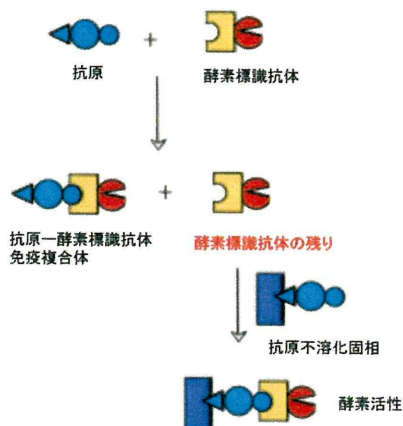 抗原
酵素標識抗体
抗原ー酵素標識抗体
免疫複合体
酵素標識抗体の残り
抗原不溶化固相
酵素活性